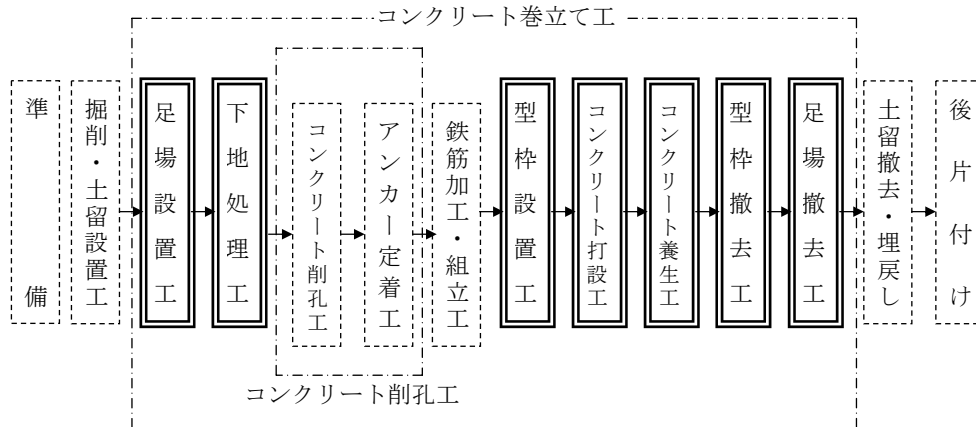 コンクリート巻立て工
準備
掘削・土留設置工
足場設置工
下地処理工
コンクリート削孔工
アンカー定着工
鉄筋加工・組立工
型枠設置工
コンクリート打設工
コンクリート養生工
型枠撤去工
足場撤去工
土留撤去・埋戻し
後片付け
コンクリート削孔工